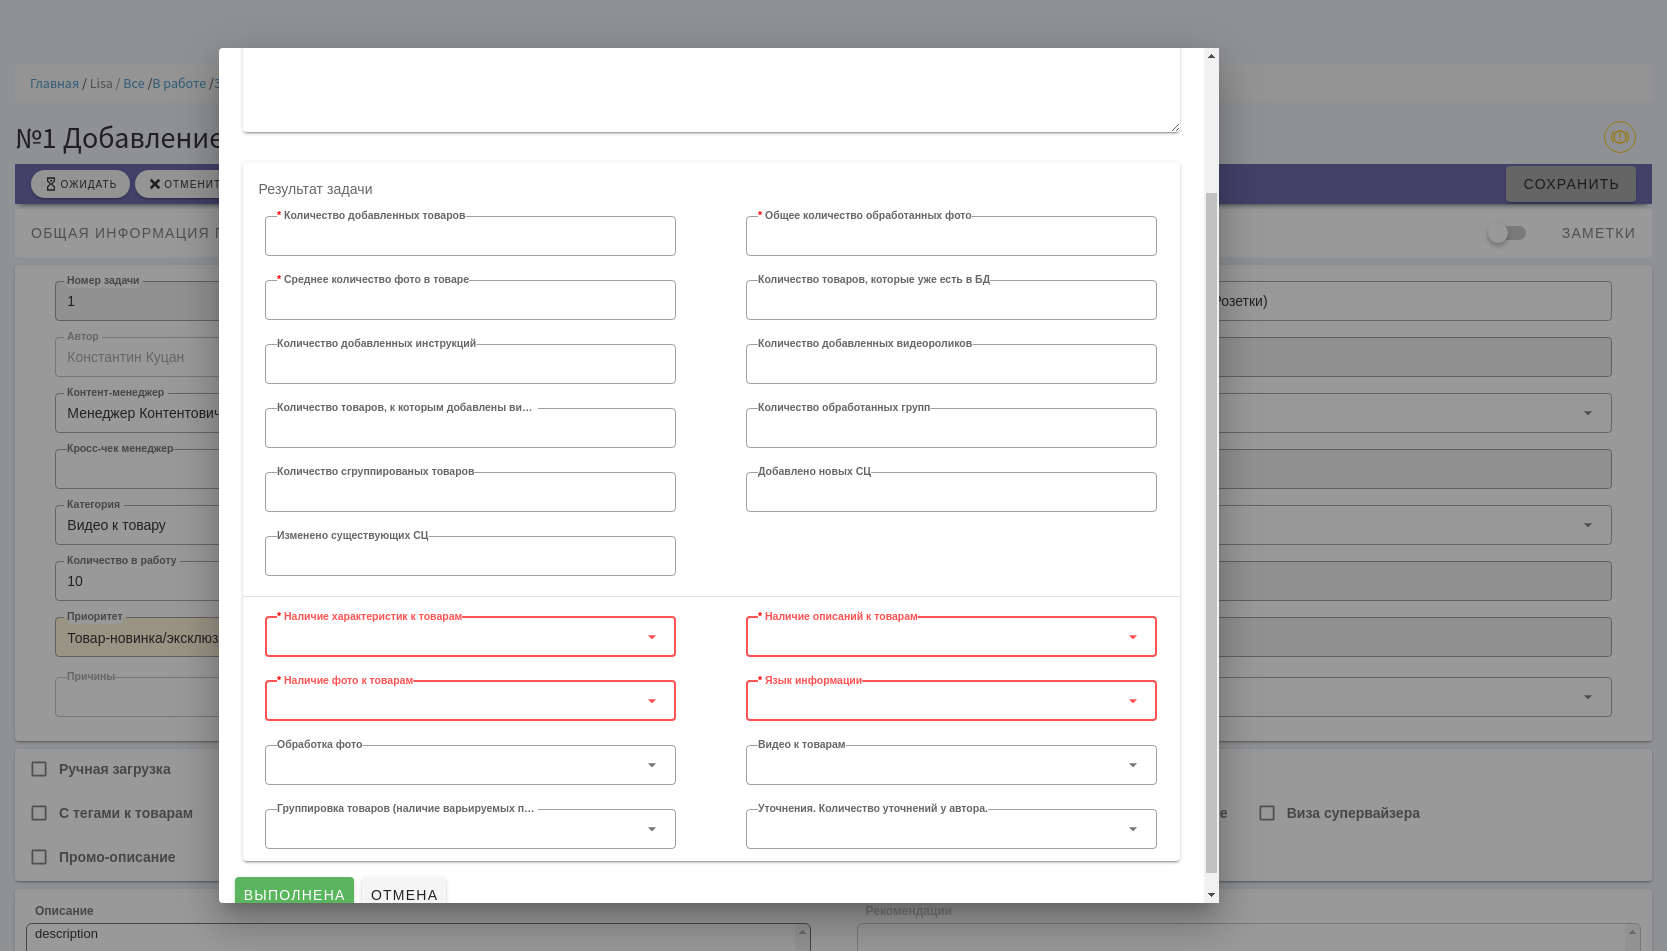 Главная / Lisa / Все /В работе /
№1 Добавление
ОЖИДАТЬ
СОХРАНИТЬ
ОБЩАЯ ИНФОРМАЦИЯ
ЗАМЕТКИ
Номер задачи
1
Автор
Константин Куцан
Контент-менеджер
Менеджер Контентович
Кросс-чек менеджер
Категория
Видео к товару
Количество в работу
10
Приоритет
Причины
Ручная загрузка
С тегами к товарам
Виза супервайзера
Промо-описание
Описание
Рекомендации
description
Результат задачи
* Количество добавленных товаров
* Общее количество обработанных фото
* Среднее количество фото в товаре
Количество товаров, которые уже есть в БД
Количество добавленных инструкций
Количество добавленных видеороликов
Количество товаров, к которым добавлены ви...
Количество обработанных групп
Количество сгруппированых товаров
Добавлено новых СЦ
Изменено существующих СЦ
* Наличие характеристик к товарам
* Наличие описаний к товарам
* Наличие фото к товарам
* Язык информации
Обработка фото
Видео к товарам
Группировка товаров (наличие варьируемых п...
Уточнения. Количество уточнений у автора.
ВЫПОЛНЕНА
ОТМЕНА